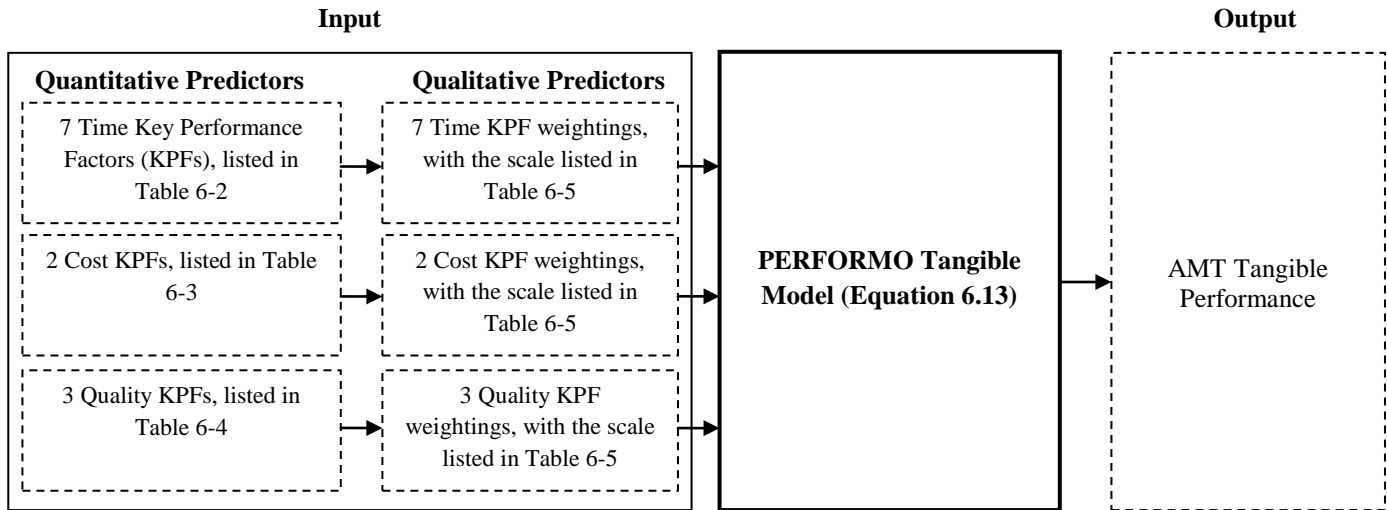 Input
Output
Quantitative Predictors
Qualitative Predictors
7 Time Key Performance
Factors (KPFs), listed in
Table 6-2
7 Time KPF weightings,
with the scale listed in
Table 6-5
2 Cost KPFs, listed in Table
6-3
2 Cost KPF weightings,
with the scale listed in
Table 6-5
3 Quality KPFs, listed in
Table 6-4
3 Quality KPF
weightings, with the scale
listed in Table 6-5
PERFORMO Tangible
Model (Equation 6.13)
AMT Tangible
Performance